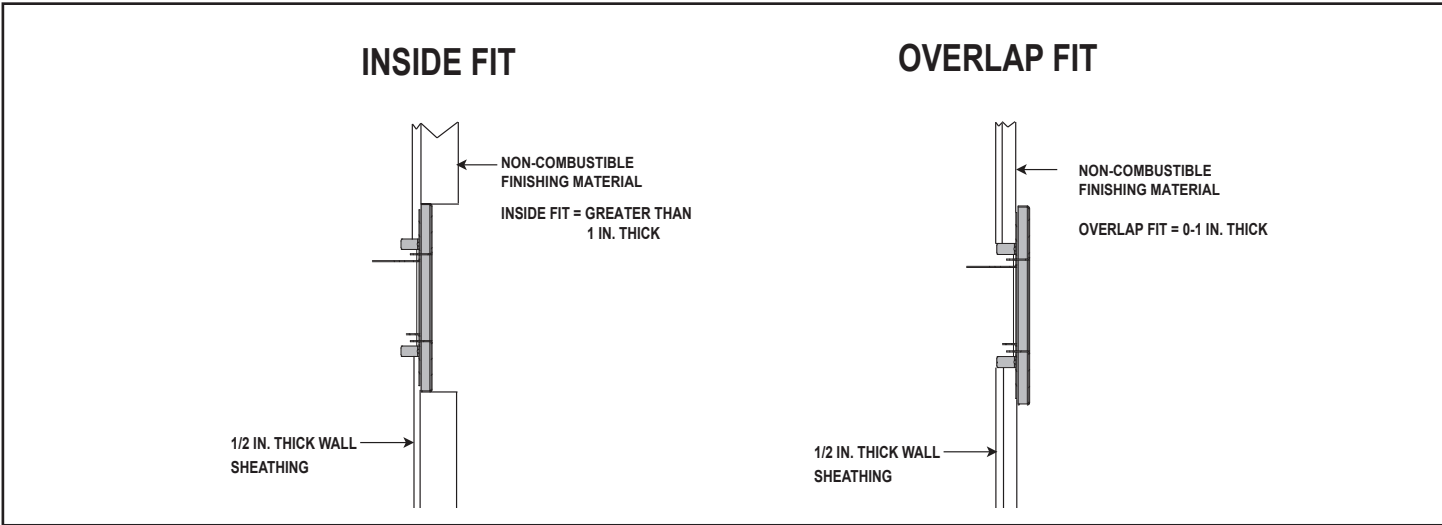 INSIDE FIT
NON-COMBUSTIBLE
FINISHING MATERIAL
INSIDE FIT = GREATER THAN
1 IN. THICK
1/2 IN. THICK WALL
SHEATHING
OVERLAP FIT
NON-COMBUSTIBLE
FINISHING MATERIAL
OVERLAP FIT = 0-1 IN. THICK
1/2 IN. THICK WALL
SHEATHING